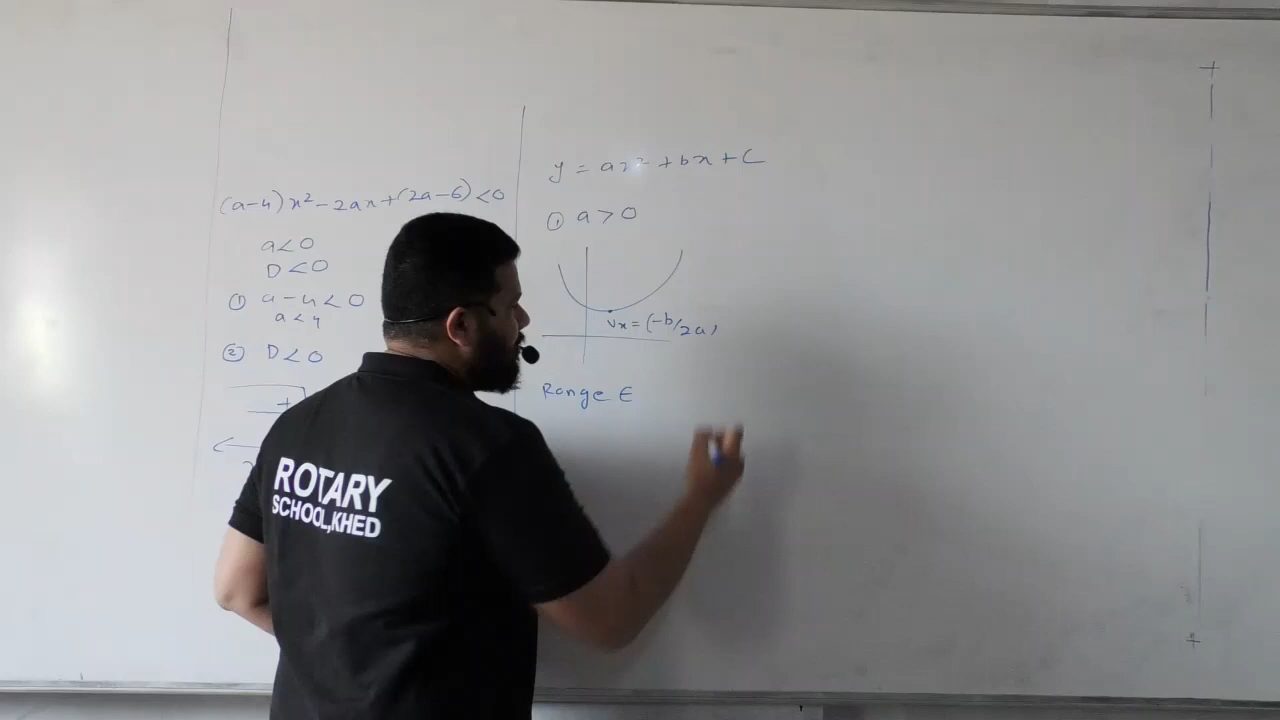 (a-4)x²-2ax+(2a-6)<0
a<0
D<0
① a-4<0
a<4
② D<0
+
y = ax²+bx+c
① a>0
Vx=(-b/2a)
Range ∈
ROTARY
SCHOOL,KHED